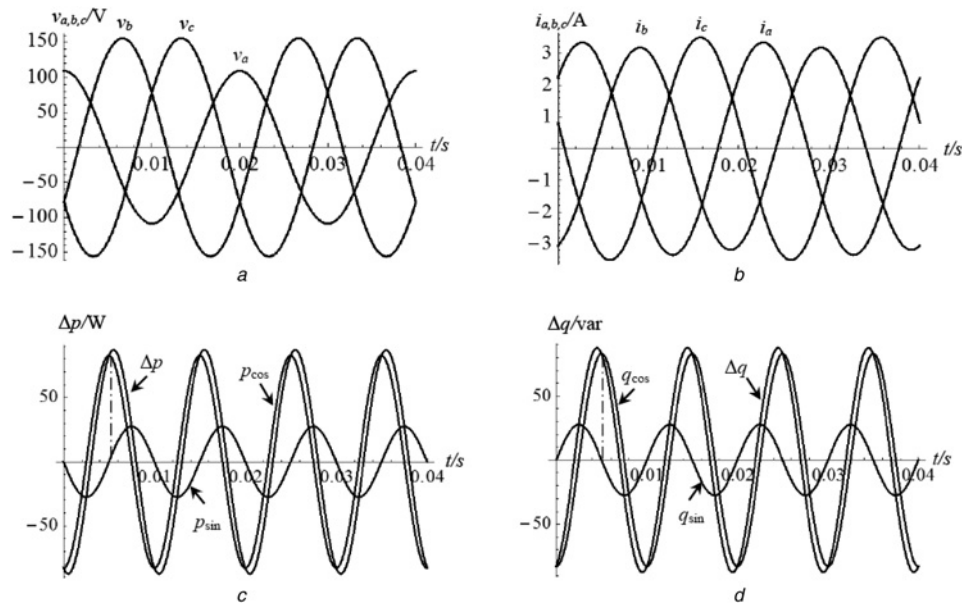 v_{a,b,c}/V
v_b v_c
v_a
150
100
50
0.01 0.02 0.03 0.04
t/s
−50
−100
−150
a
i_{a,b,c}/A
i_b i_c i_a
3
2
1
0.01 0.02 0.03 0.04
t/s
−1
−2
−3
b
Δp/W
Δp
p_cos
50
0.01 0.02 0.03 0.04
t/s
p_sin
−50
c
Δq/var
q_cos
Δq
50
0.01 0.02 0.03 0.04
t/s
q_sin
−50
d